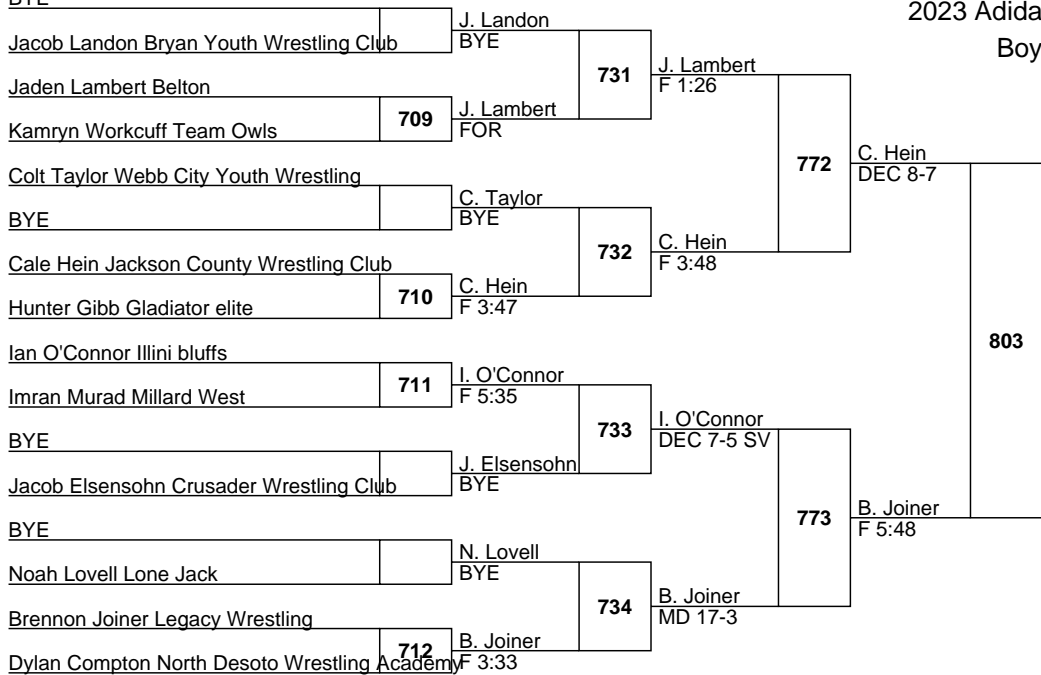 BYE
2023 Adida
Boy
J. Landon
Jacob Landon Bryan Youth Wrestling Club
BYE
731
J. Lambert
F 1:26
Jaden Lambert Belton
709
J. Lambert
FOR
Kamryn Workcuff Team Owls
772
C. Hein
DEC 8-7
Colt Taylor Webb City Youth Wrestling
C. Taylor
BYE
BYE
732
C. Hein
F 3:48
Cale Hein Jackson County Wrestling Club
710
C. Hein
F 3:47
Hunter Gibb Gladiator elite
803
Ian O'Connor Illini bluffs
711
I. O'Connor
F 5:35
Imran Murad Millard West
733
I. O'Connor
DEC 7-5 SV
BYE
J. Elsensohn
BYE
Jacob Elsensohn Crusader Wrestling Club
773
B. Joiner
F 5:48
BYE
N. Lovell
BYE
Noah Lovell Lone Jack
734
B. Joiner
MD 17-3
Brennon Joiner Legacy Wrestling
712
B. Joiner
F 3:33
Dylan Compton North Desoto Wrestling Academy